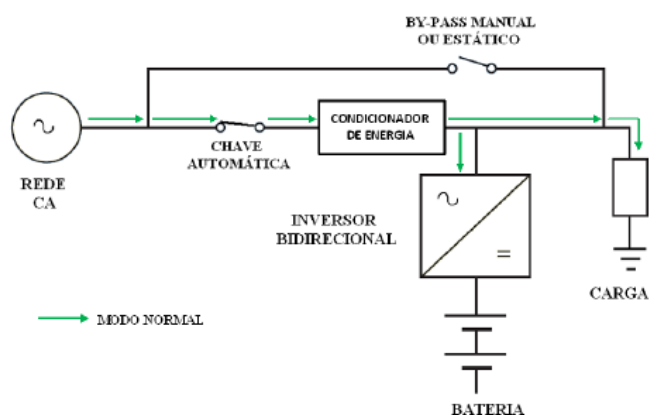 BY-PASS MANUAL
OU ESTÁTICO
CONDICIONADOR
DE ENERGIA
CHAVE
AUTOMÁTICA
REDE
CA
INVERSOR
BIDIRECIONAL
CARGA
MODO NORMAL
BATERIA